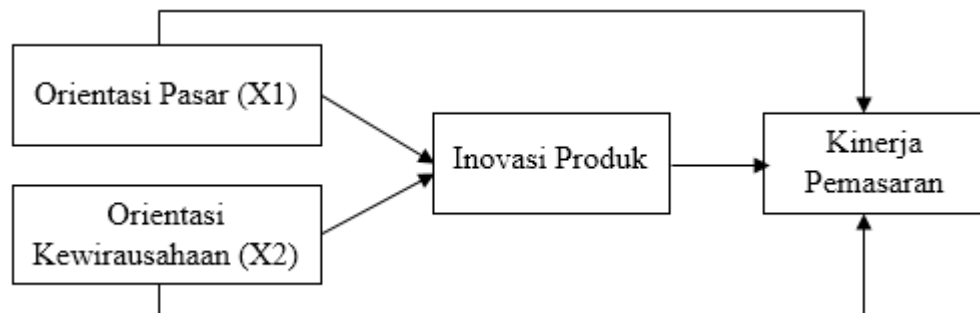 Orientasi Pasar (X1)
Orientasi
Kewirausahaan (X2)
Inovasi Produk
Kinerja
Pemasaran